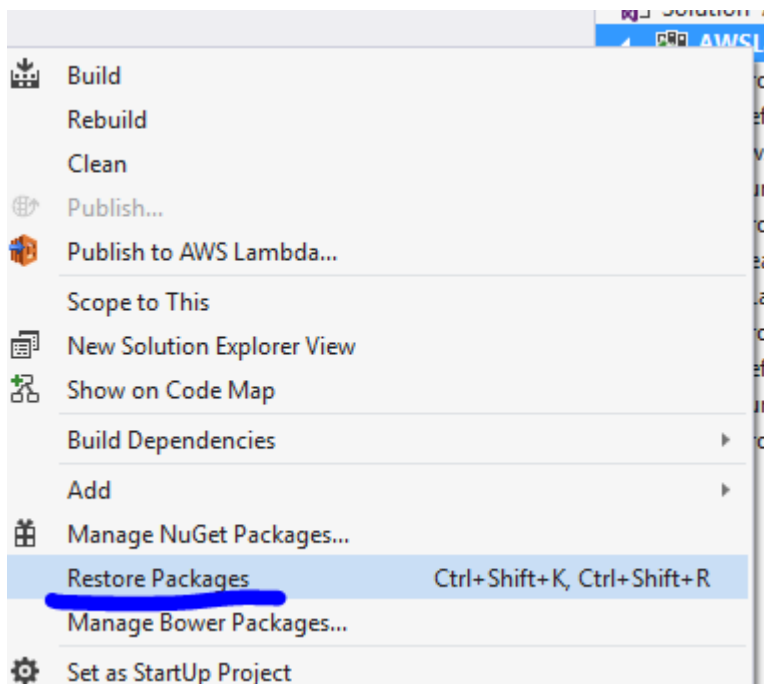 Solution
AWSL
Build
Rebuild
Clean
Publish...
Publish to AWS Lambda...
Scope to This
New Solution Explorer View
Show on Code Map
Build Dependencies
Add
Manage NuGet Packages...
Restore Packages Ctrl+Shift+K, Ctrl+Shift+R
Manage Bower Packages...
Set as StartUp Project